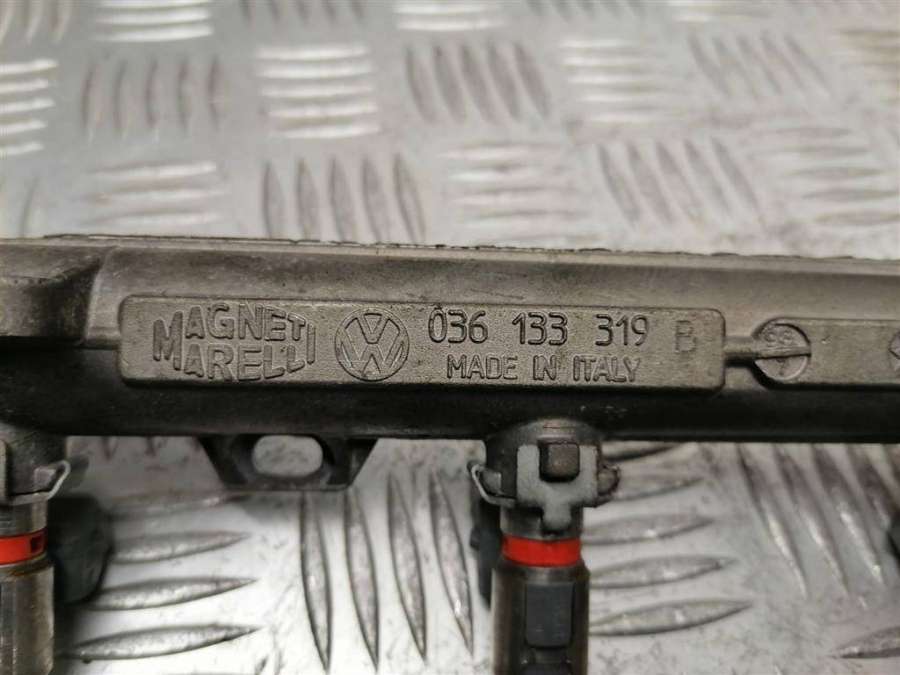 MAGNETI
MARELLI
036 133 319 B
MADE IN ITALY